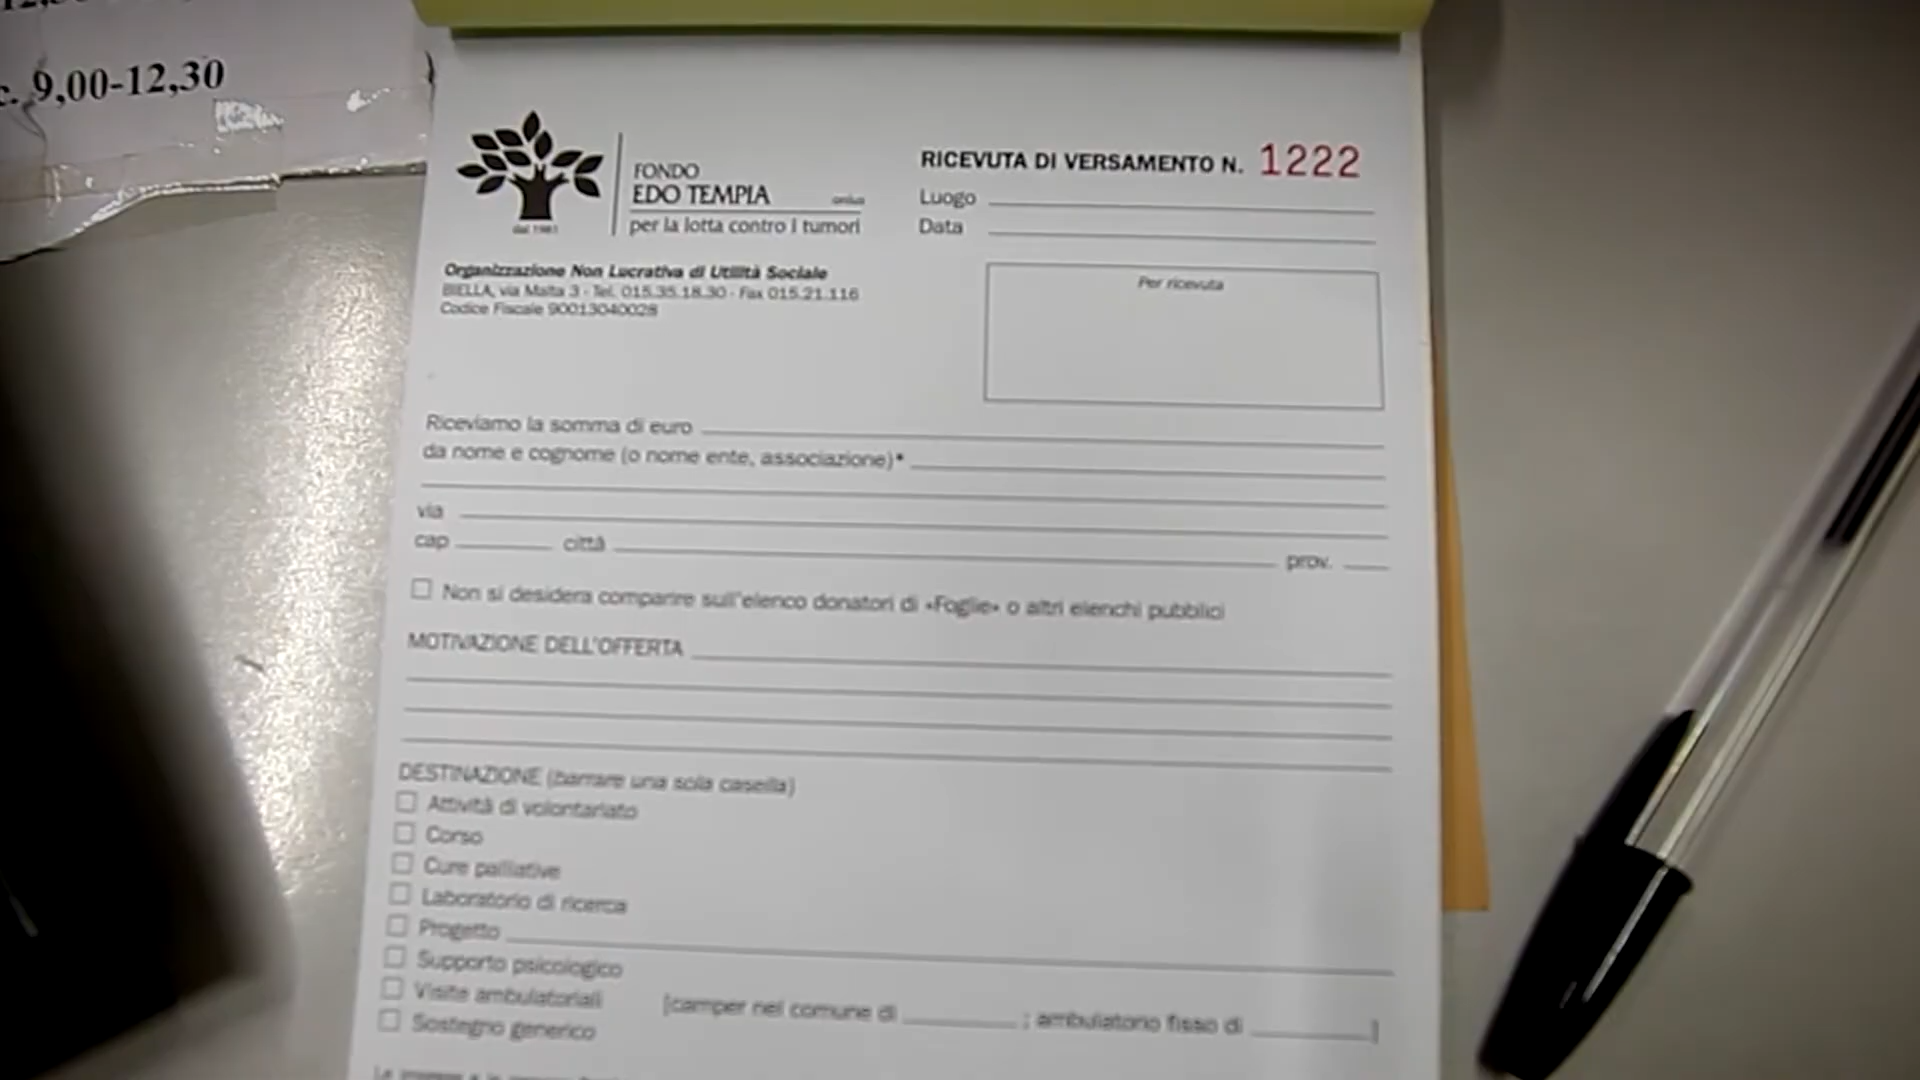 9,00-12,30
FONDO
EDO TEMPIA onlus
per la lotta contro i tumori
dal 1981
RICEVUTA DI VERSAMENTO N. 1222
Luogo
Data
Organizzazione Non Lucrativa di Utilità Sociale
BIELLA, via Malta 3 - Tel. 015.35.18.30 - Fax 015.21.116
Codice Fiscale 90013040028
Per ricevuta
Riceviamo la somma di euro
da nome e cognome (o nome ente, associazione)*
via
cap città prov.
Non si desidera comparire sull'elenco donatori di «Foglie» o altri elenchi pubblici
MOTIVAZIONE DELL'OFFERTA
DESTINAZIONE (barrare una sola casella)
Attività di volontariato
Corso
Cure palliative
Laboratorio di ricerca
Progetto
Supporto psicologico
Visite ambulatoriali [camper nel comune di ; ambulatorio fisso di ]
Sostegno generico